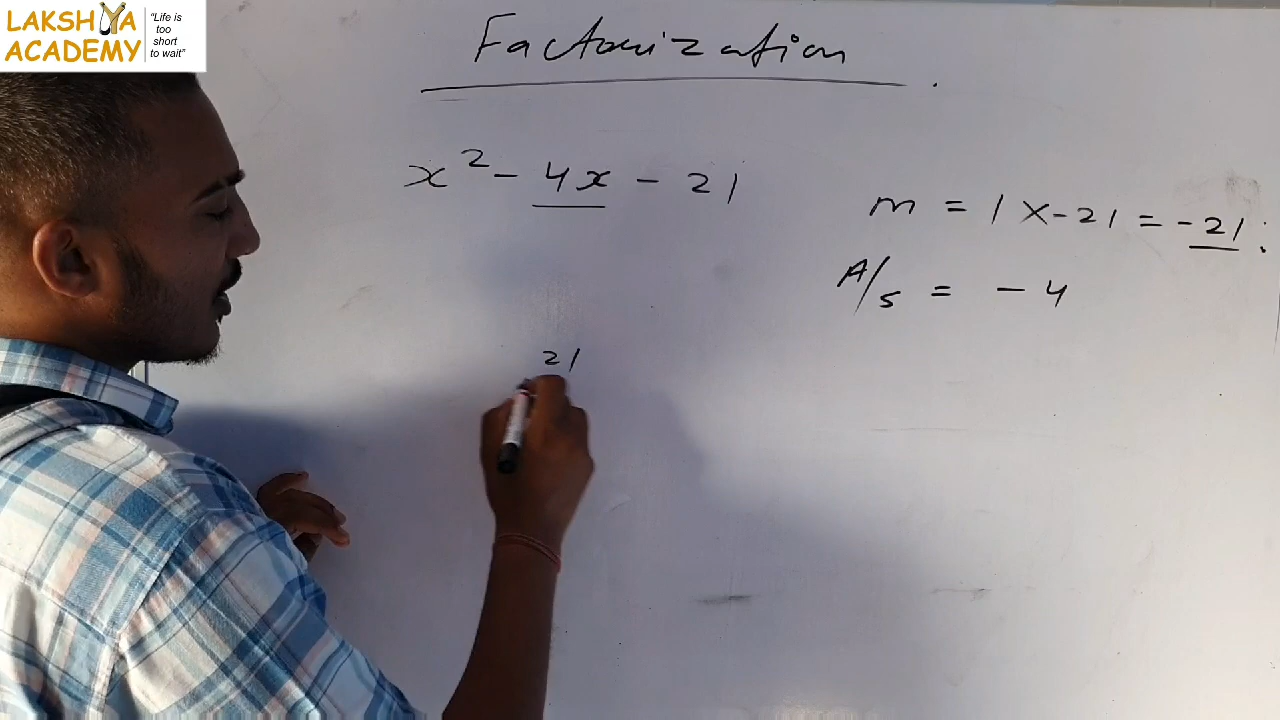 LAKSHYA
ACADEMY
"Life is
too
short
to wait"
Factorization
x² - 4x - 21
m = 1 × -21 = -21
A/S = -4
21